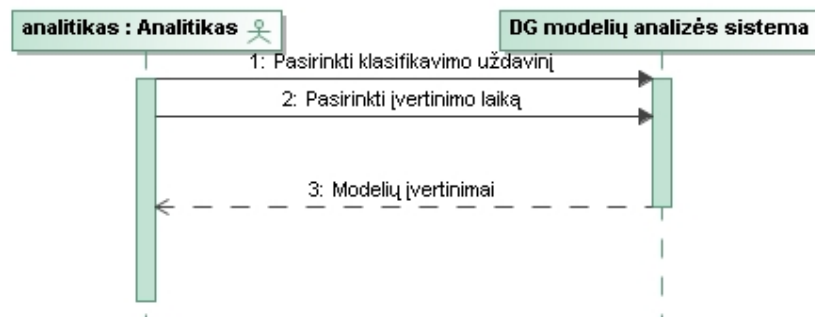 analitikas : Analitikas
DG modelių analizės sistema
1: Pasirinkti klasifikavimo uždavinį
2: Pasirinkti įvertinimo laiką
3: Modelių įvertinimai